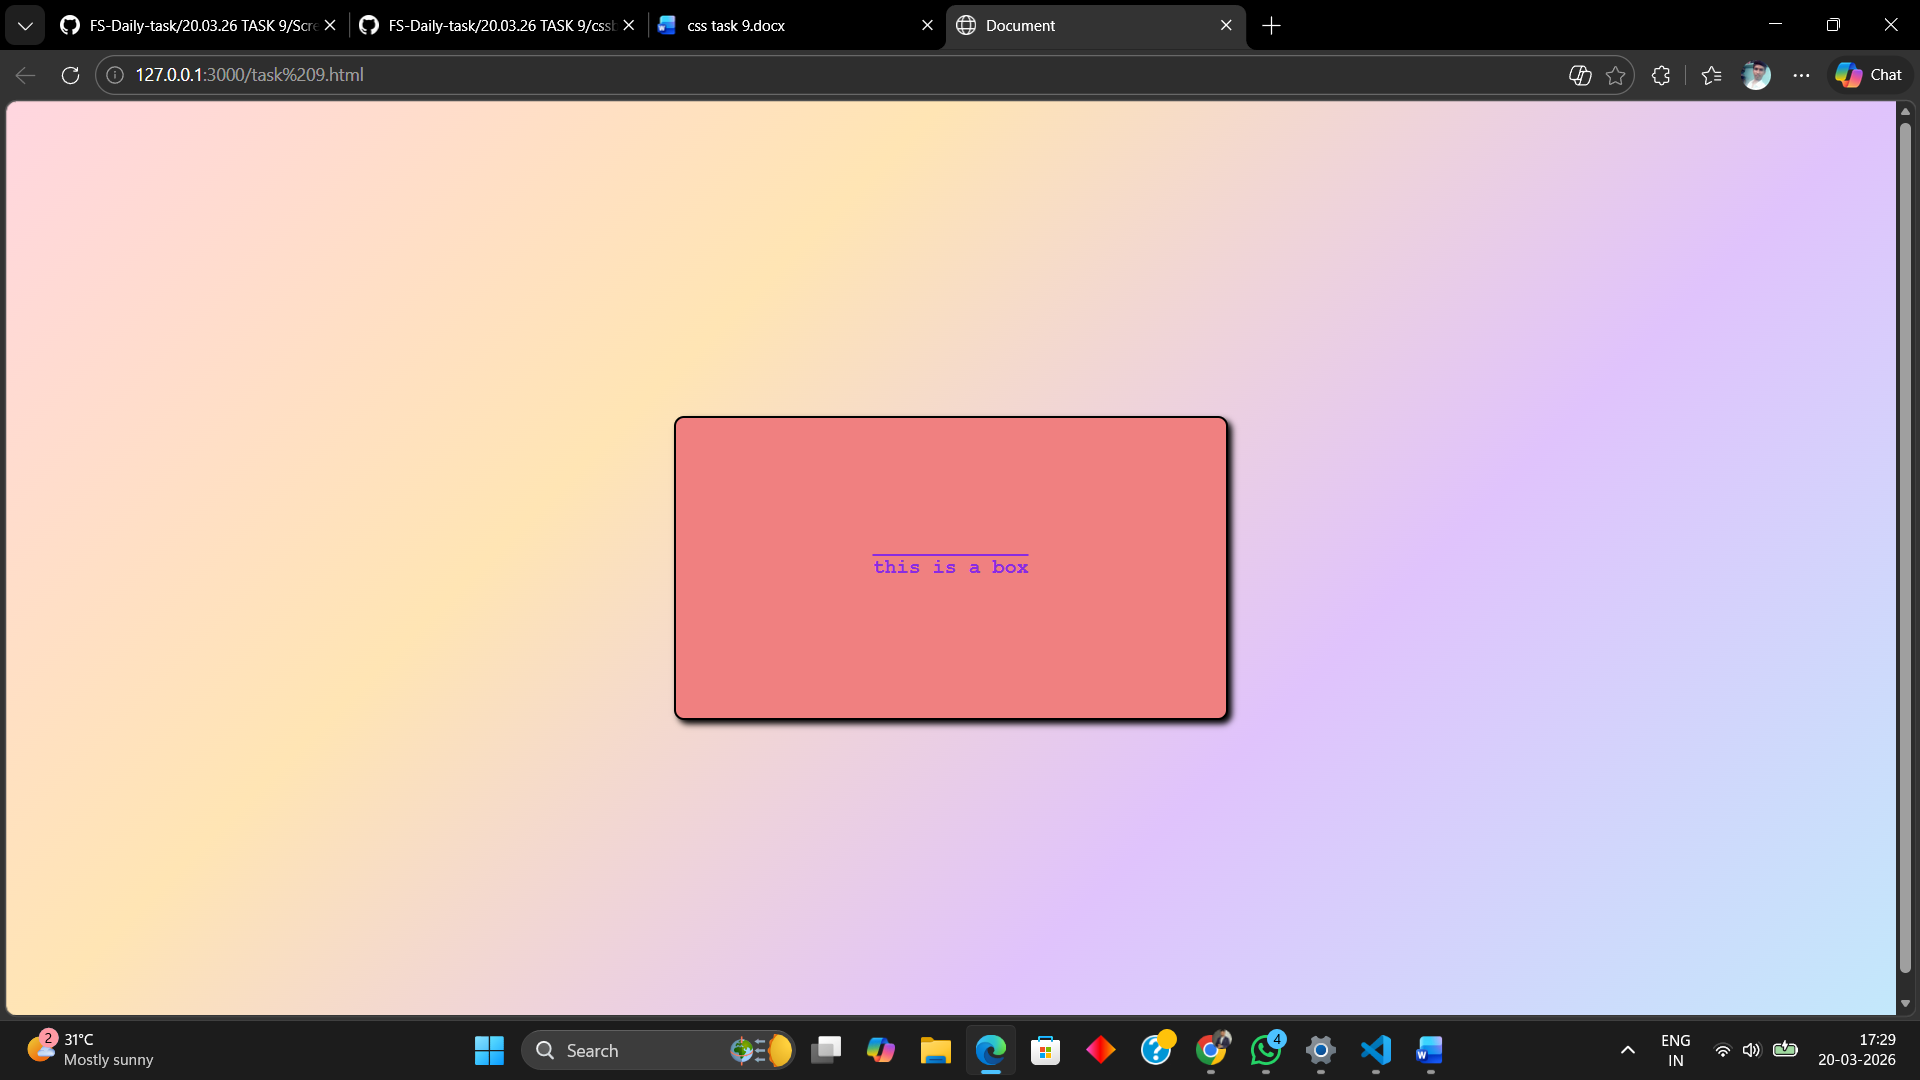 FS-Daily-task/20.03.26 TASK 9/Scre
FS-Daily-task/20.03.26 TASK 9/cssb
css task 9.docx
Document
127.0.0.1:3000/task%209.html
Chat
this is a box
2
31°C
Mostly sunny
Search
4
ENG
IN
17:29
20-03-2026